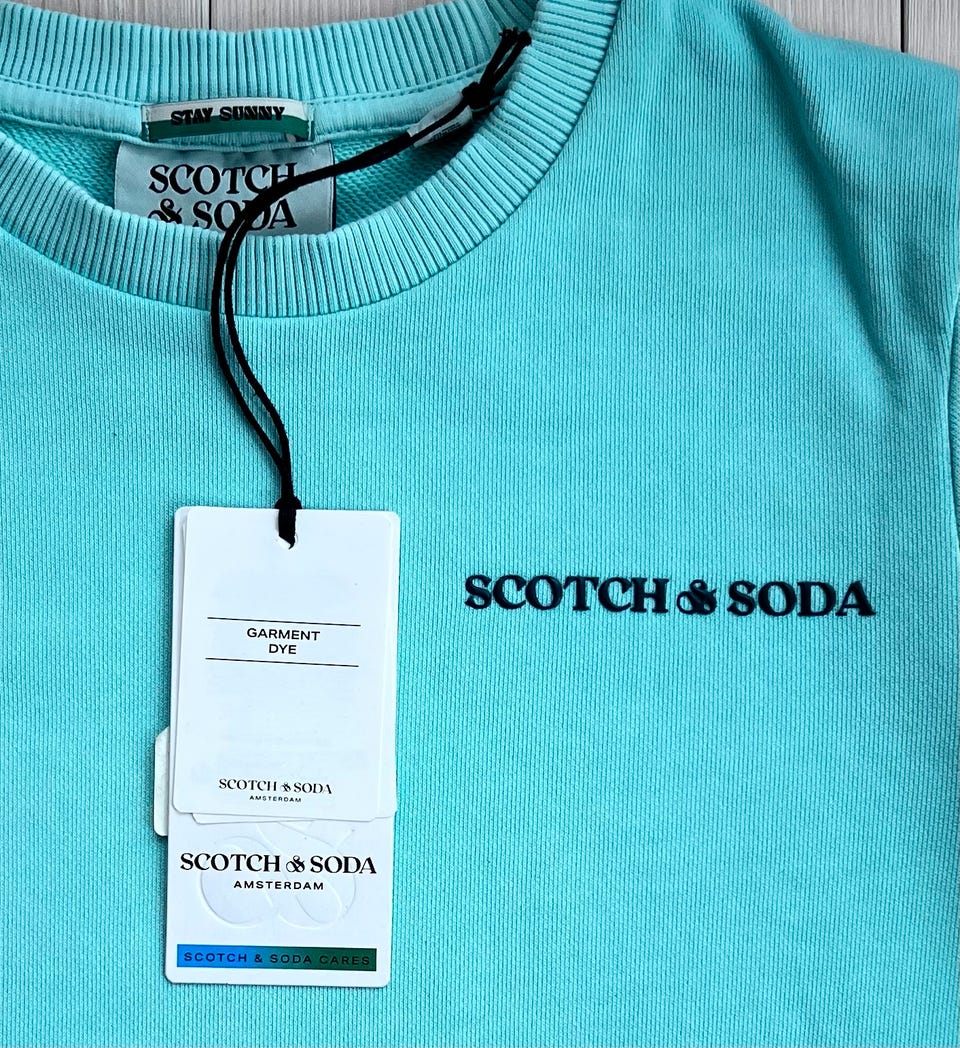 STAY SUNNY
SCOTCH
& SODA
SCOTCH & SODA
GARMENT
DYE
SCOTCH & SODA
AMSTERDAM
SCOTCH & SODA
AMSTERDAM
SCOTCH & SODA CARES